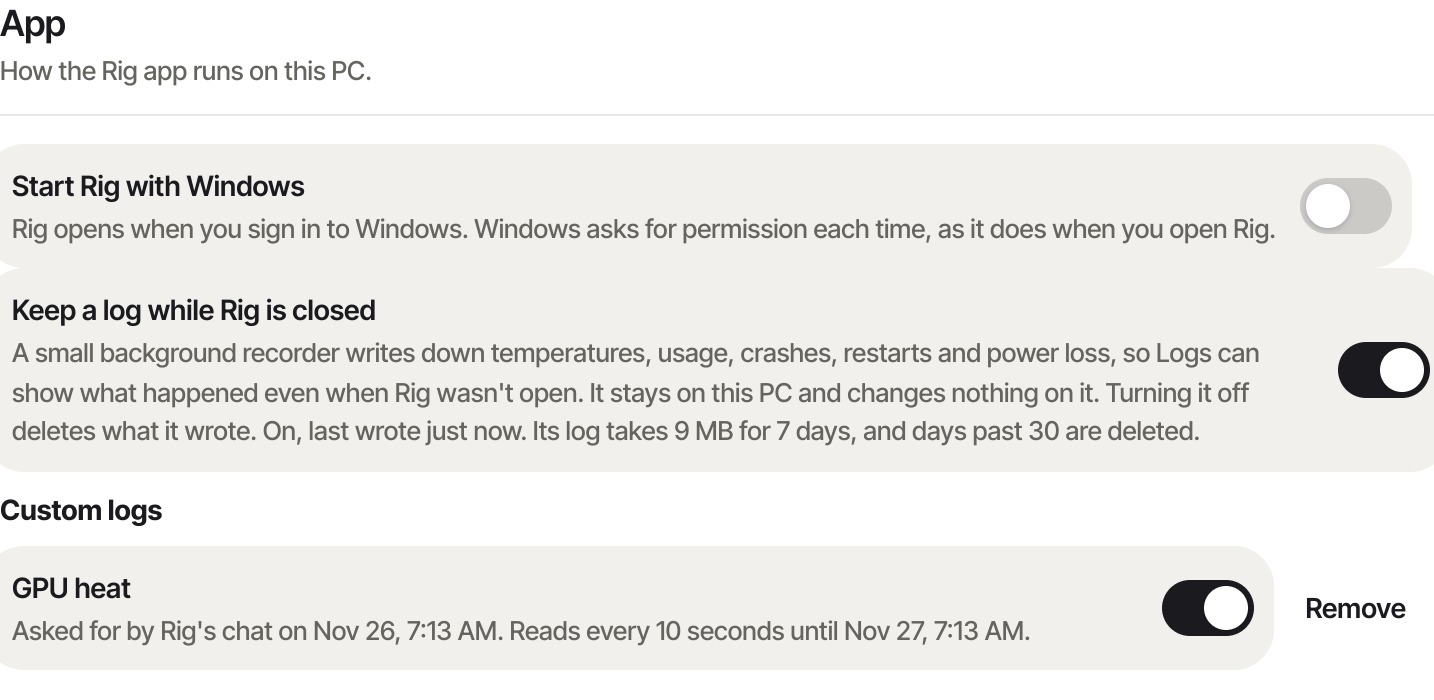 App
How the Rig app runs on this PC.
Start Rig with Windows
Rig opens when you sign in to Windows. Windows asks for permission each time, as it does when you open Rig.
Keep a log while Rig is closed
A small background recorder writes down temperatures, usage, crashes, restarts and power loss, so Logs can
show what happened even when Rig wasn't open. It stays on this PC and changes nothing on it. Turning it off
deletes what it wrote. On, last wrote just now. Its log takes 9 MB for 7 days, and days past 30 are deleted.
Custom logs
GPU heat
Asked for by Rig's chat on Nov 26, 7:13 AM. Reads every 10 seconds until Nov 27, 7:13 AM.
Remove